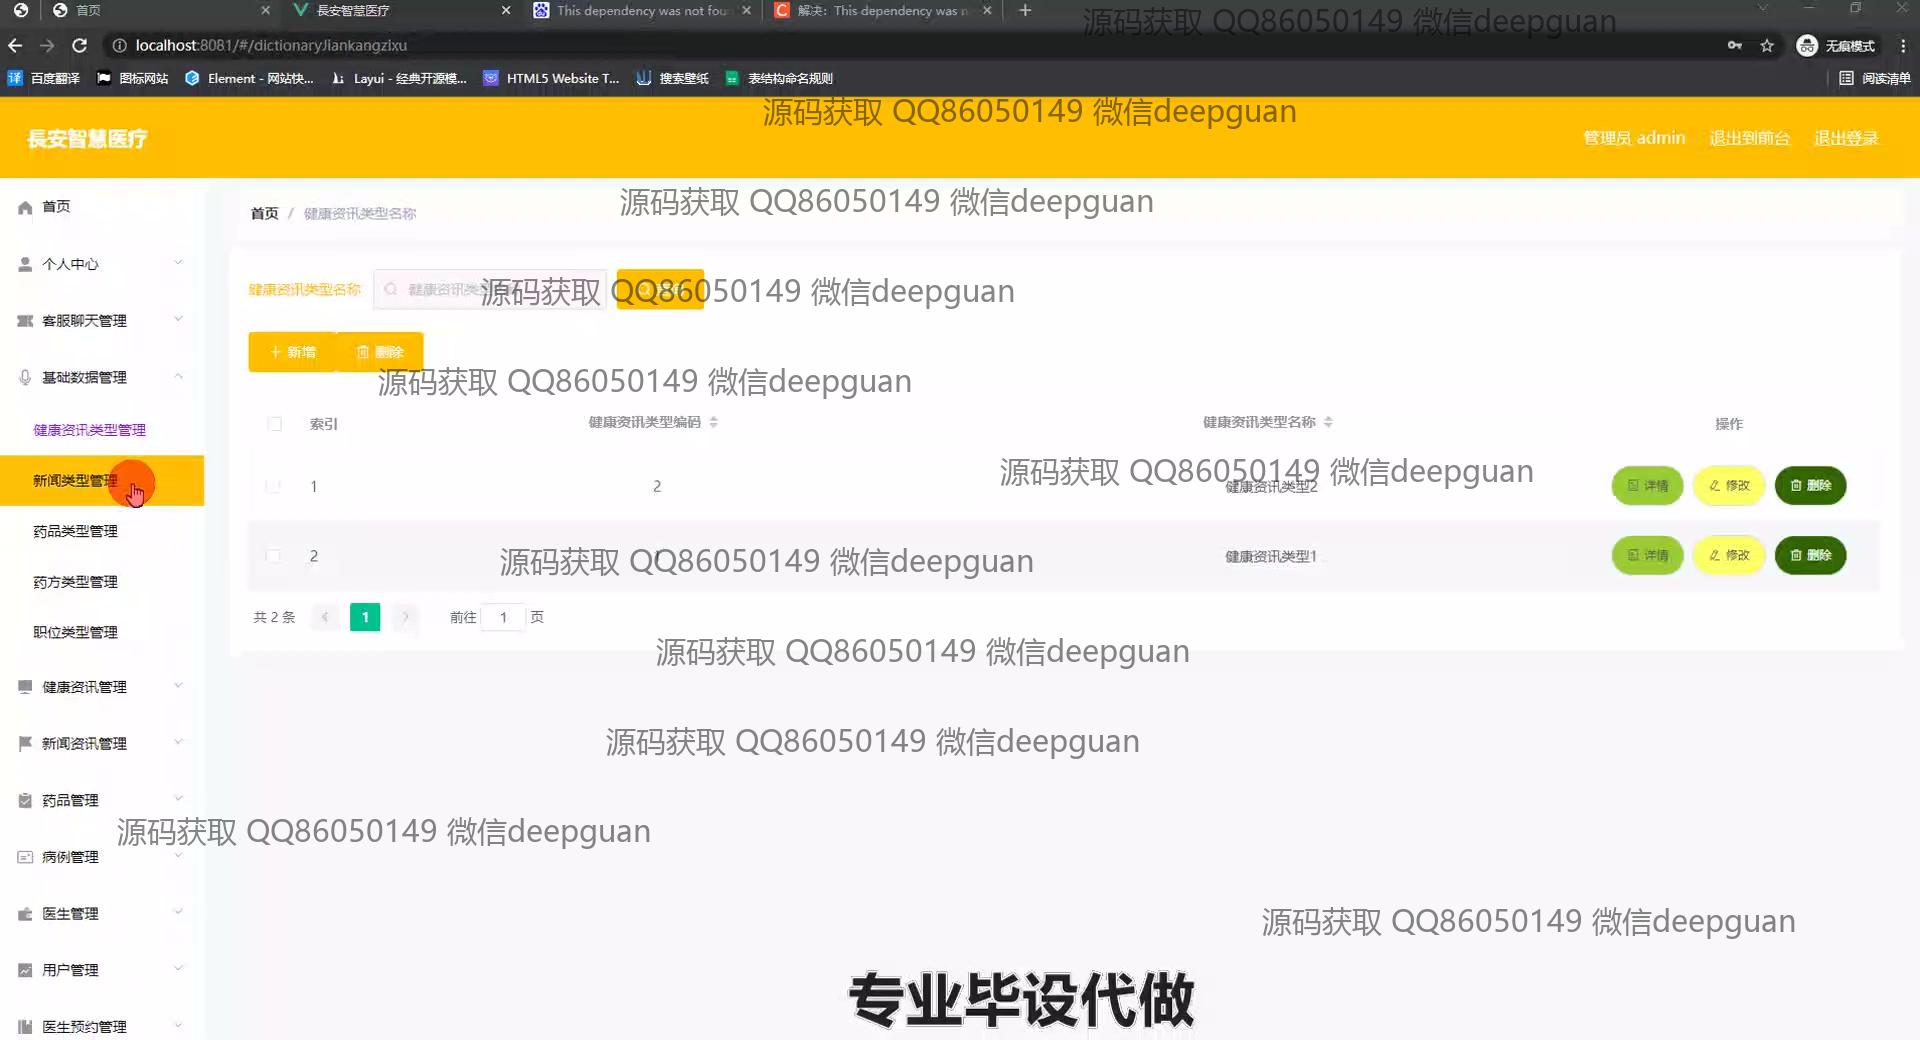 首页
長安智慧医疗
This dependency was not fou
解决：This dependency was n
localhost:8081/#/dictionaryJiankangzixu
无痕模式
百度翻译
图标网站
Element - 网站快...
Layui - 经典开源模...
HTML5 Website T...
搜索壁纸
表结构命名规则
阅读清单
源码获取 QQ86050149 微信deepguan
源码获取 QQ86050149 微信deepguan
長安智慧医疗
管理员 admin
退出到前台
退出登录
首页
个人中心
客服聊天管理
基础数据管理
健康资讯类型管理
新闻类型管理
药品类型管理
药方类型管理
职位类型管理
健康资讯管理
新闻资讯管理
药品管理
病例管理
医生管理
用户管理
医生预约管理
首页 / 健康资讯类型名称
源码获取 QQ86050149 微信deepguan
健康资讯类型名称
源码获取 QQ86050149 微信deepguan
新增
删除
源码获取 QQ86050149 微信deepguan
索引 健康资讯类型编码 健康资讯类型名称 操作
源码获取 QQ86050149 微信deepguan
1 2 健康资讯类型2 详情 修改 删除
源码获取 QQ86050149 微信deepguan
2 健康资讯类型1 详情 修改 删除
共 2 条 1 前往 1 页
源码获取 QQ86050149 微信deepguan
源码获取 QQ86050149 微信deepguan
源码获取 QQ86050149 微信deepguan
源码获取 QQ86050149 微信deepguan
专业毕设代做